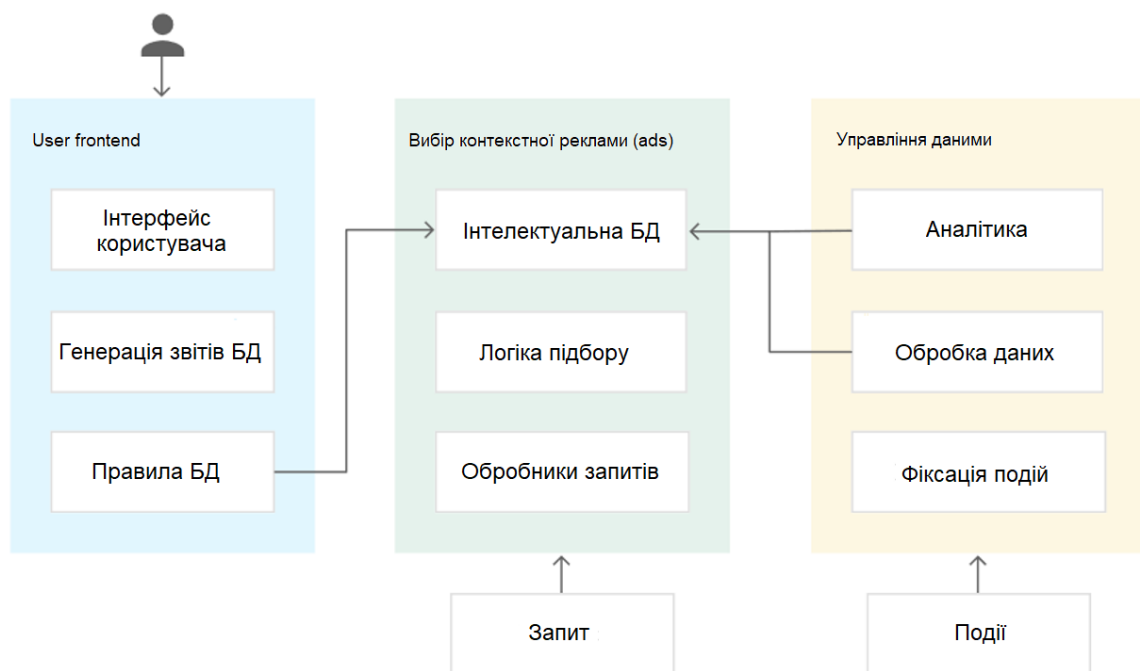 User frontend
Інтерфейс
користувача
Генерація звітів БД
Правила БД
Вибір контекстної реклами (ads)
Інтелектуальна БД
Логіка підбору
Обробники запитів
Запит
Управління даними
Аналітика
Обробка даних
Фіксація подій
Події